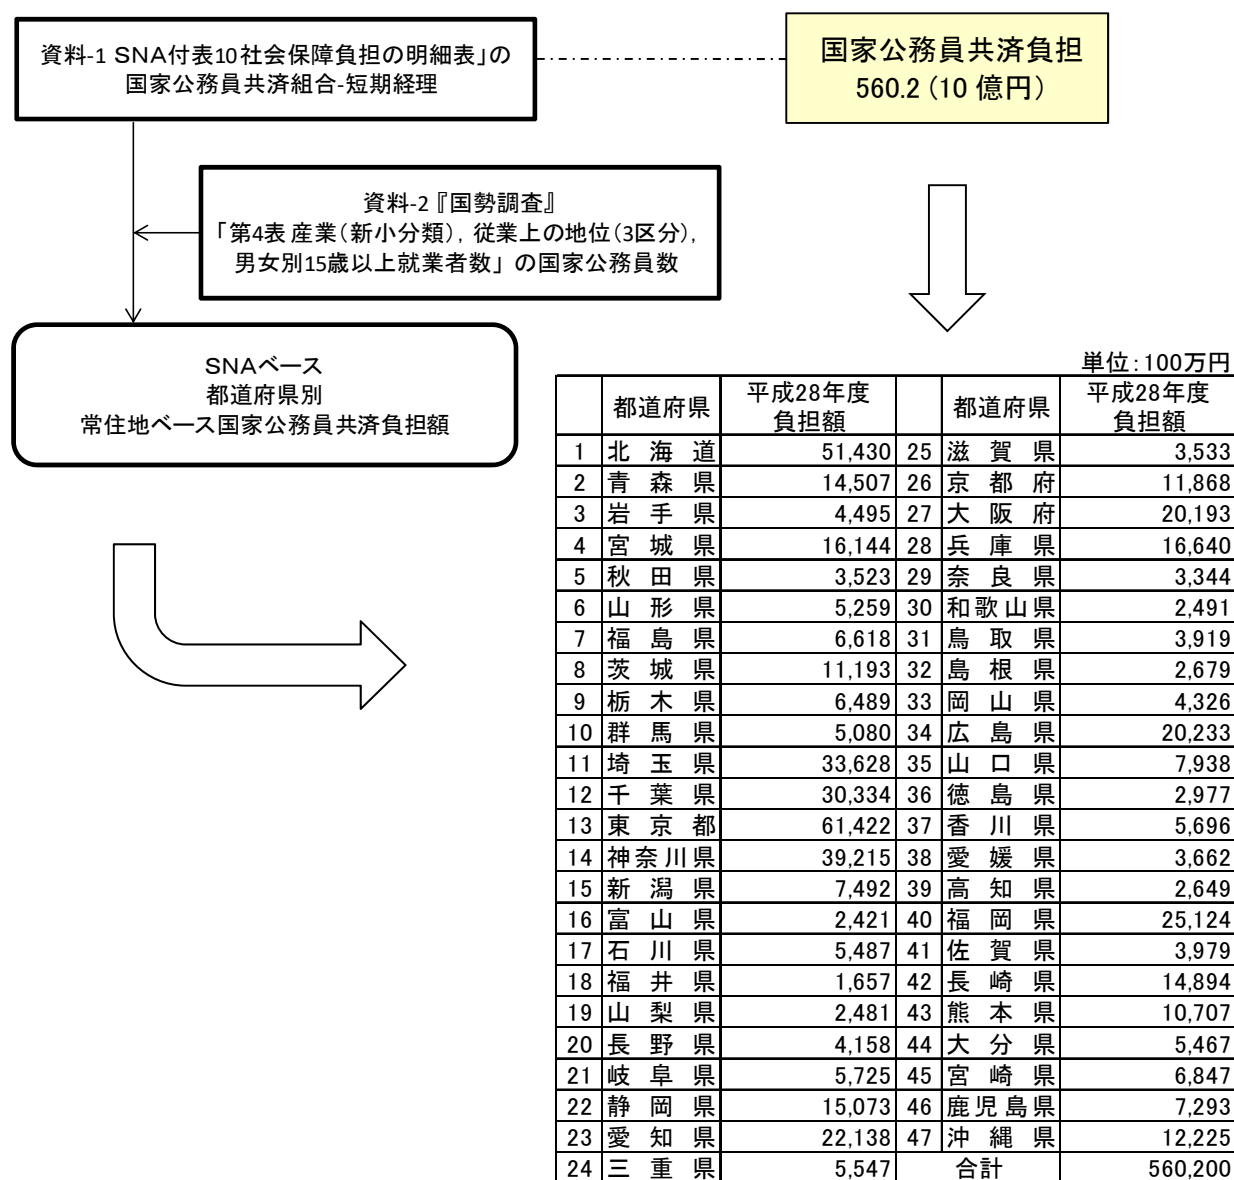 資料-1 SNA付表10社会保障負担の明細表」の
国家公務員共済組合-短期経理
国家公務員共済負担
560.2 (10 億円)
資料-2『国勢調査』
「第4表 産業(新小分類), 従業上の地位(3区分),
男女別15歳以上就業者数」の国家公務員数
SNAベース
都道府県別
常住地ベース国家公務員共済負担額
単位:100万円
都道府県 平成28年度 負担額 都道府県 平成28年度 負担額
1 北海道 51,430 25 滋賀県 3,533
2 青森県 14,507 26 京都府 11,868
3 岩手県 4,495 27 大阪府 20,193
4 宮城県 16,144 28 兵庫県 16,640
5 秋田県 3,523 29 奈良県 3,344
6 山形県 5,259 30 和歌山県 2,491
7 福島県 6,618 31 鳥取県 3,919
8 茨城県 11,193 32 島根県 2,679
9 栃木県 6,489 33 岡山県 4,326
10 群馬県 5,080 34 広島県 20,233
11 埼玉県 33,628 35 山口県 7,938
12 千葉県 30,334 36 徳島県 2,977
13 東京都 61,422 37 香川県 5,696
14 神奈川県 39,215 38 愛媛県 3,662
15 新潟県 7,492 39 高知県 2,649
16 富山県 2,421 40 福岡県 25,124
17 石川県 5,487 41 佐賀県 3,979
18 福井県 1,657 42 長崎県 14,894
19 山梨県 2,481 43 熊本県 10,707
20 長野県 4,158 44 大分県 5,467
21 岐阜県 5,725 45 宮崎県 6,847
22 静岡県 15,073 46 鹿児島県 7,293
23 愛知県 22,138 47 沖縄県 12,225
24 三重県 5,547 合計 560,200